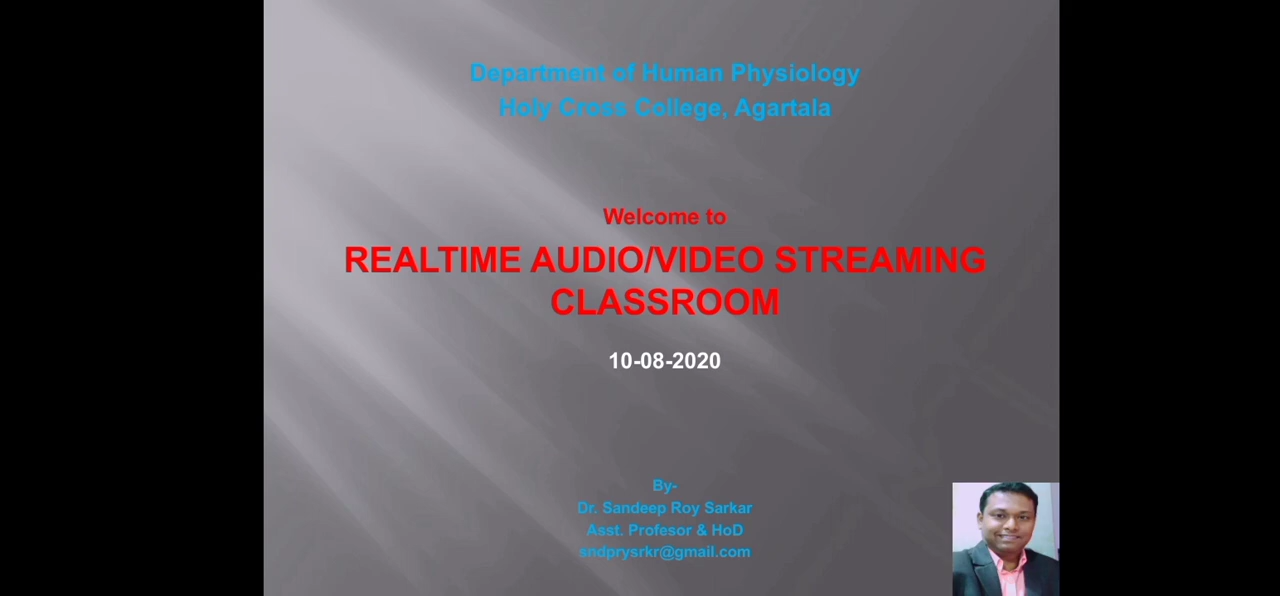 Department of Human Physiology
Holy Cross College, Agartala
Welcome to
REALTIME AUDIO/VIDEO STREAMING
CLASSROOM
10-08-2020
By-
Dr. Sandeep Roy Sarkar
Asst. Profesor & HoD
sndprysrkr@gmail.com